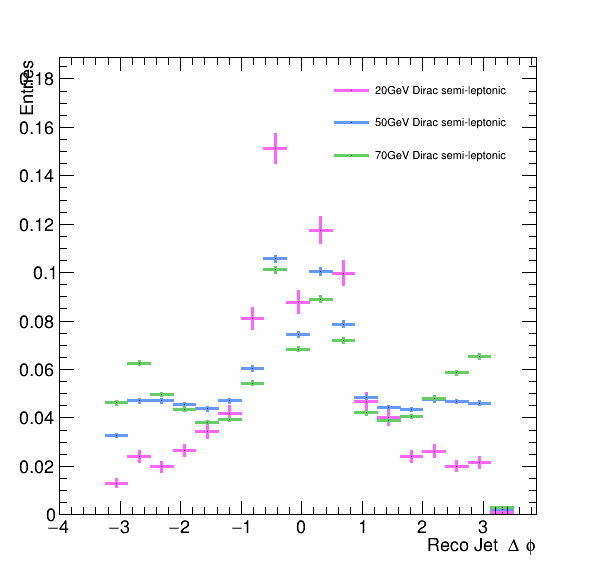 Entries
0.18
0.16
0.14
0.12
0.1
0.08
0.06
0.04
0.02
0
20GeV Dirac semi-leptonic
50GeV Dirac semi-leptonic
70GeV Dirac semi-leptonic
−4 −3 −2 −1 0 1 2 3
Reco Jet Δ ϕ